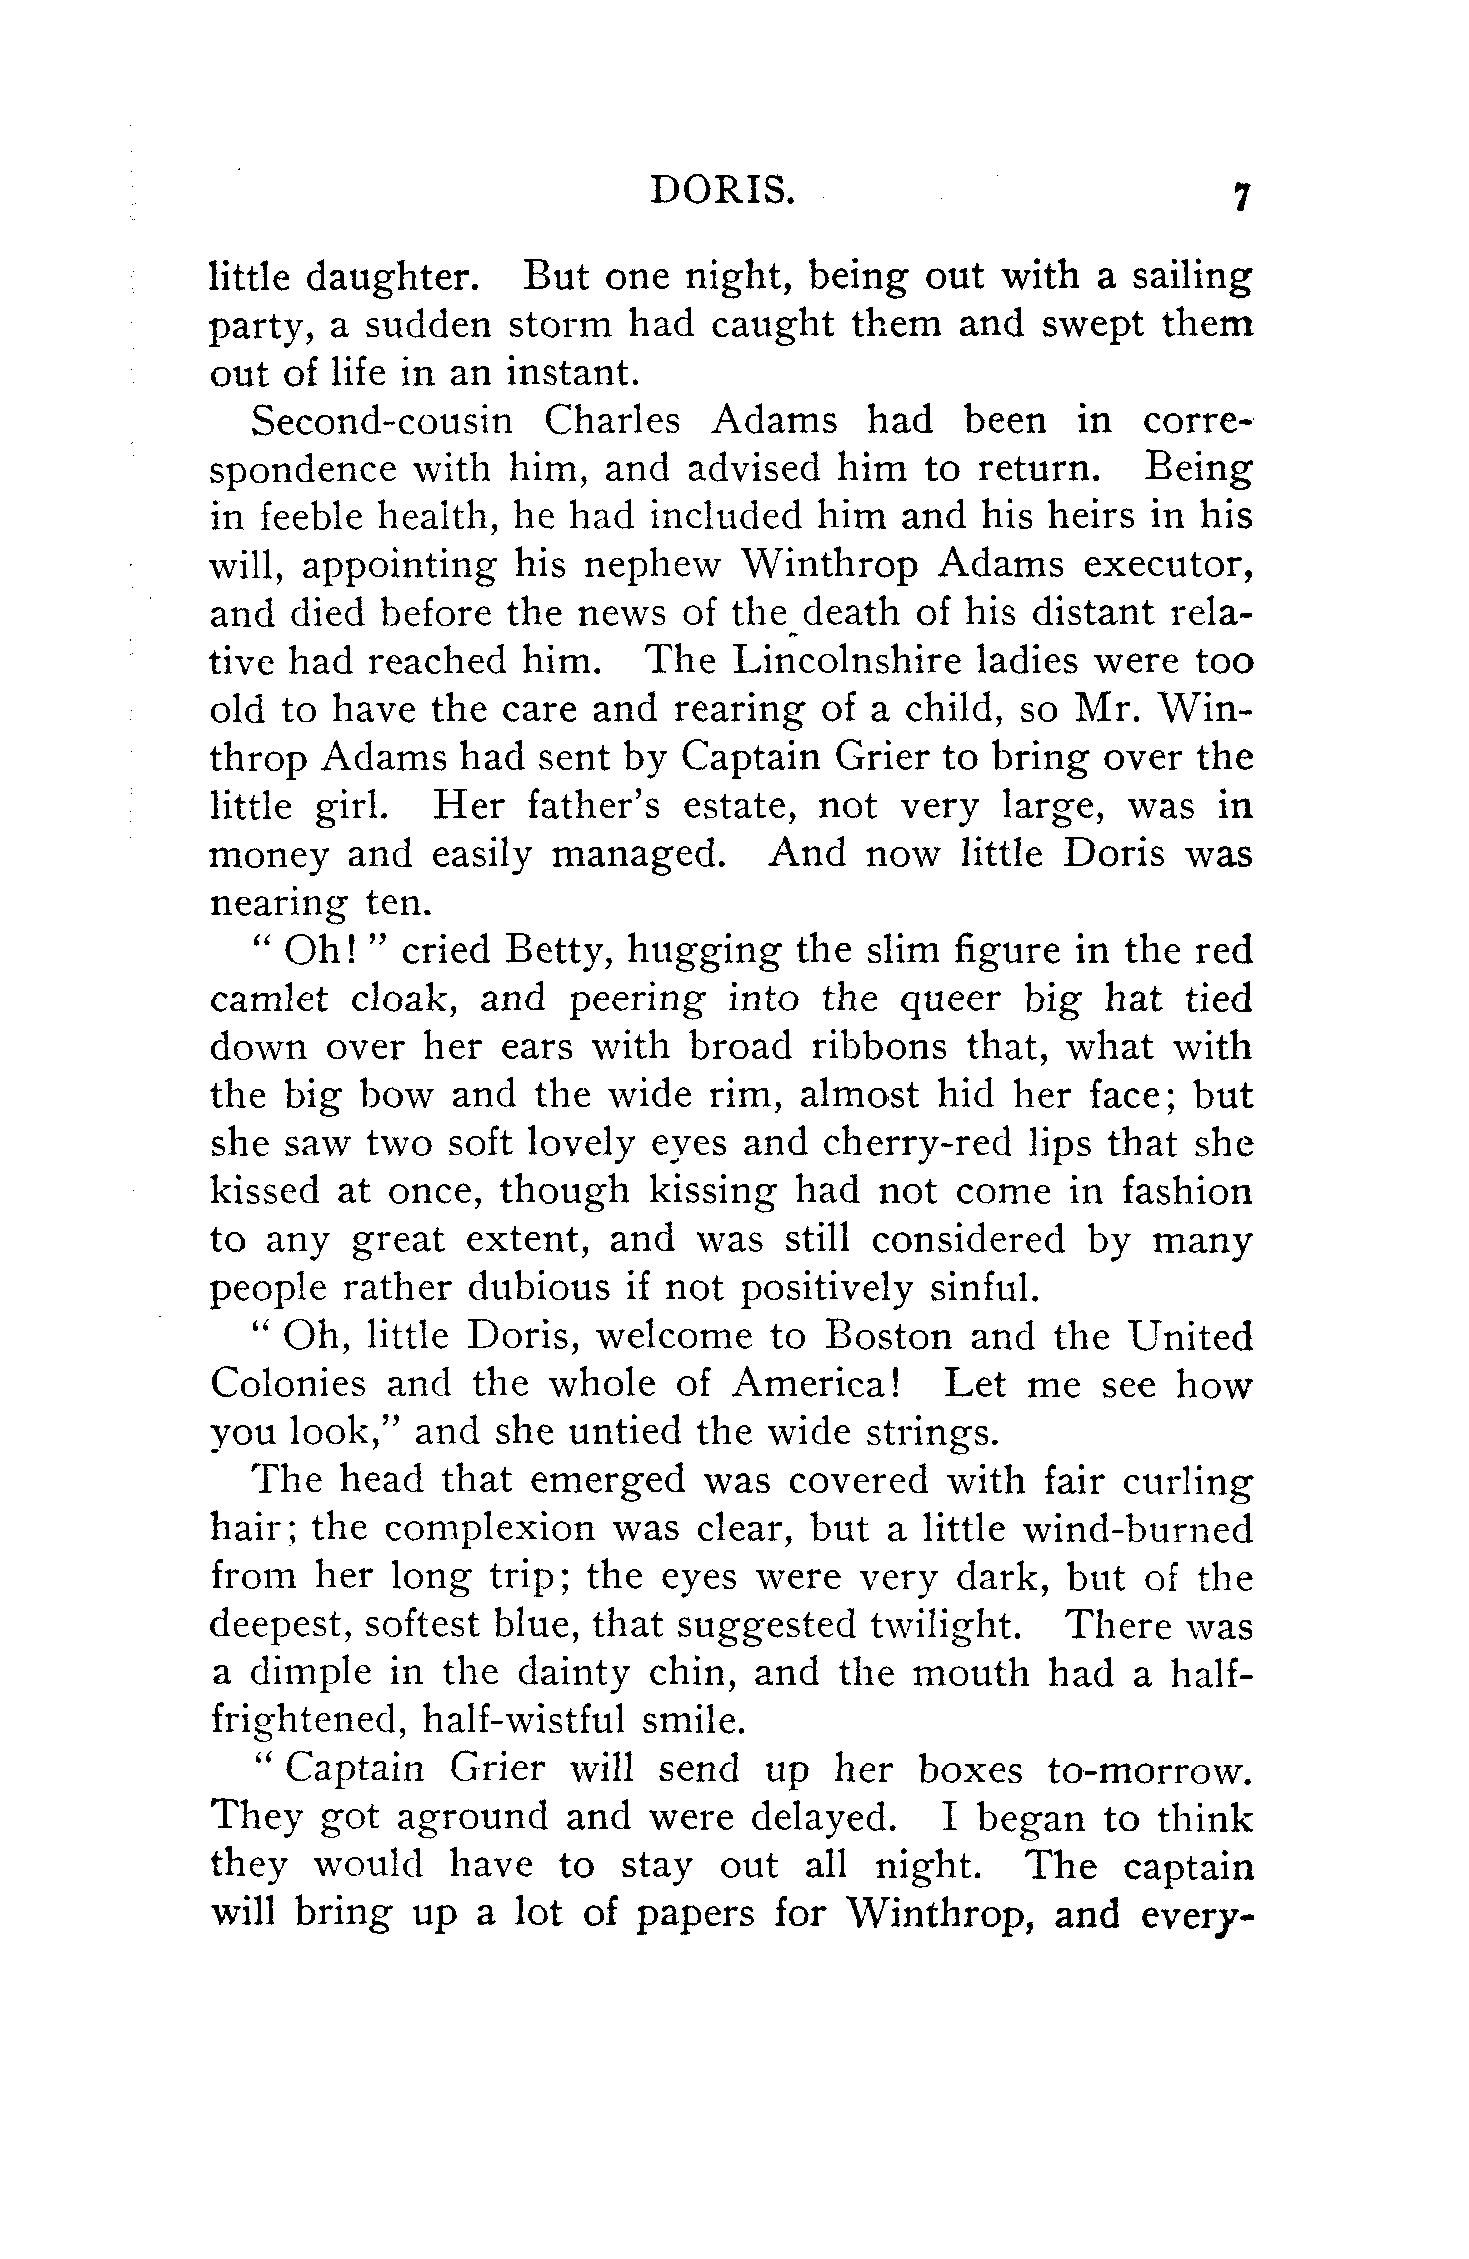 DORIS. 7
little daughter. But one night, being out with a sailing
party, a sudden storm had caught them and swept them
out of life in an instant.
Second-cousin Charles Adams had been in corre-
spondence with him, and advised him to return. Being
in feeble health, he had included him and his heirs in his
will, appointing his nephew Winthrop Adams executor,
and died before the news of the death of his distant rela-
tive had reached him. The Lincolnshire ladies were too
old to have the care and rearing of a child, so Mr. Win-
throp Adams had sent by Captain Grier to bring over the
little girl. Her father's estate, not very large, was in
money and easily managed. And now little Doris was
nearing ten.
“ Oh! ” cried Betty, hugging the slim figure in the red
camlet cloak, and peering into the queer big hat tied
down over her ears with broad ribbons that, what with
the big bow and the wide rim, almost hid her face; but
she saw two soft lovely eyes and cherry-red lips that she
kissed at once, though kissing had not come in fashion
to any great extent, and was still considered by many
people rather dubious if not positively sinful.
“ Oh, little Doris, welcome to Boston and the United
Colonies and the whole of America! Let me see how
you look,” and she untied the wide strings.
The head that emerged was covered with fair curling
hair; the complexion was clear, but a little wind-burned
from her long trip; the eyes were very dark, but of the
deepest, softest blue, that suggested twilight. There was
a dimple in the dainty chin, and the mouth had a half-
frightened, half-wistful smile.
“ Captain Grier will send up her boxes to-morrow.
They got aground and were delayed. I began to think
they would have to stay out all night. The captain
will bring up a lot of papers for Winthrop, and every-